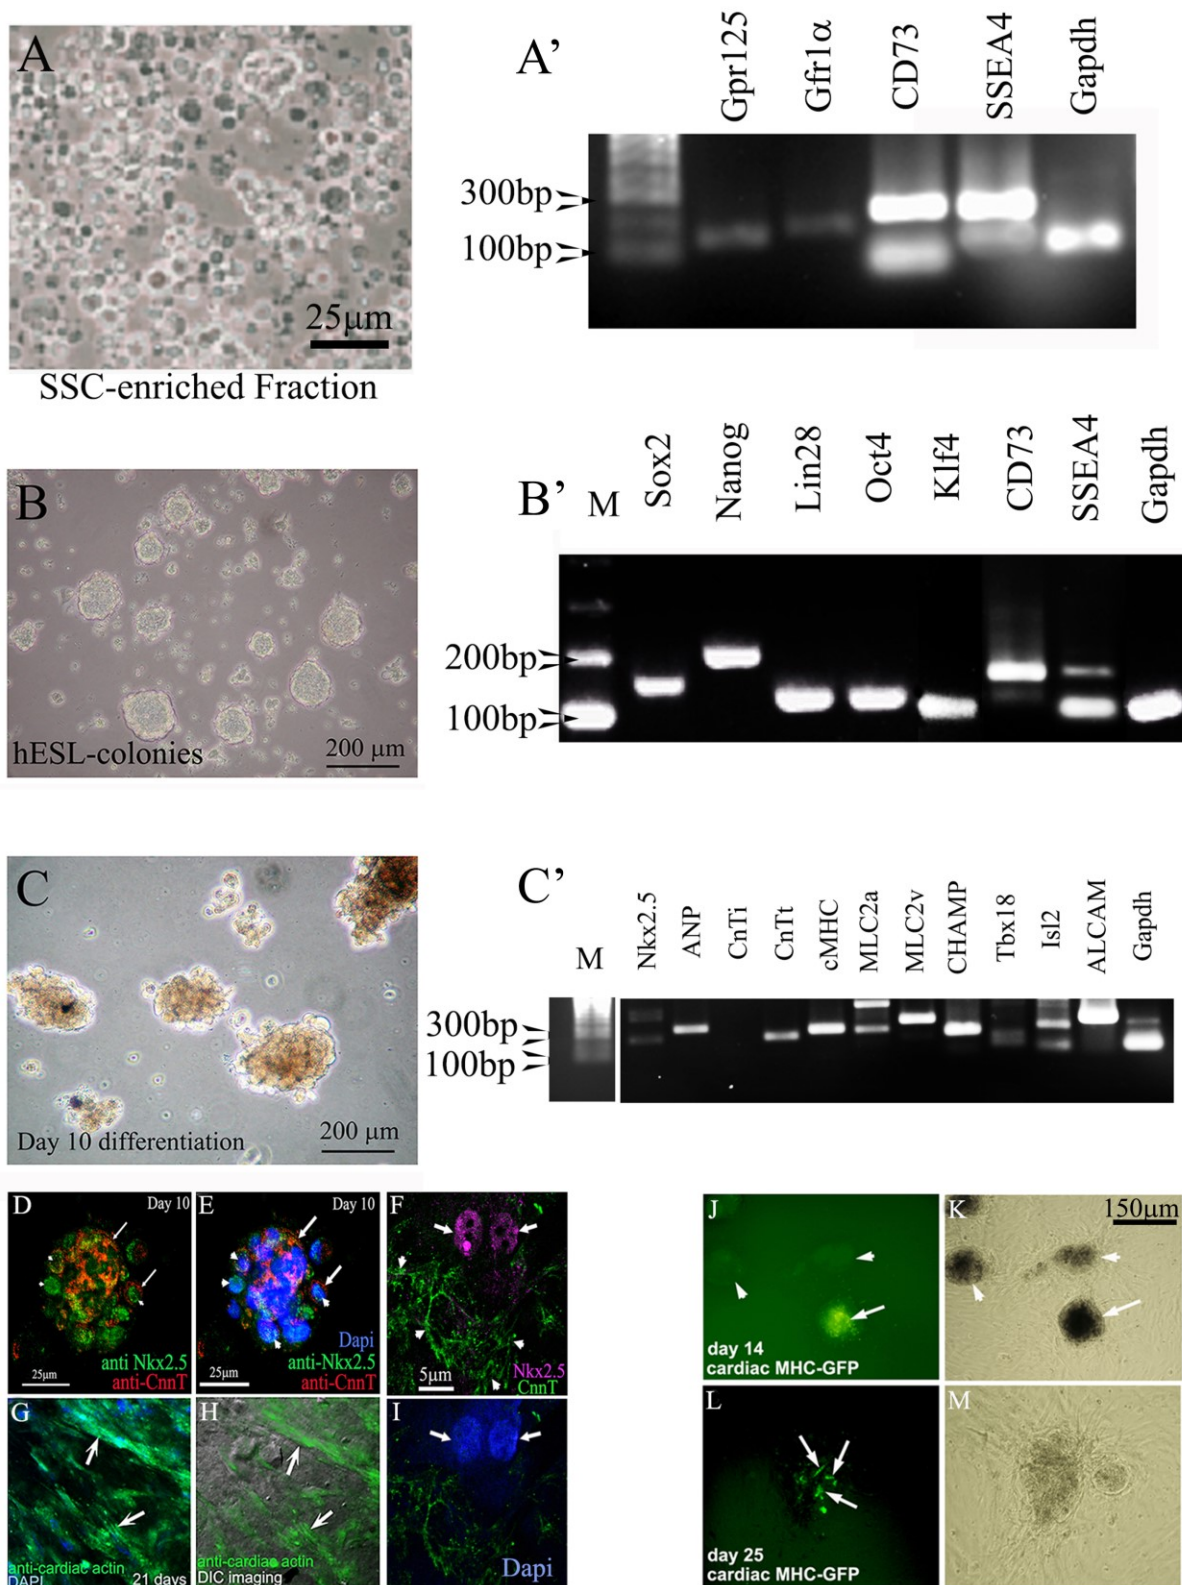 A
25μm
SSC-enriched Fraction
A’
Gpr125
Gfr1α
CD73
SSEA4
Gapdh
300bp
100bp
B
hESL-colonies
200 μm
B’
M
Sox2
Nanog
Lin28
Oct4
Klf4
CD73
SSEA4
Gapdh
200bp
100bp
C
Day 10 differentiation
200 μm
C’
M
Nkx2.5
ANP
CnTi
CnTt
cMHC
MLC2a
MLC2v
CHAMP
Tbx18
Isl2
ALCAM
Gapdh
300bp
100bp
D
Day 10
anti Nkx2.5
25μm
anti-CnnT
E
Day 10
Dapi
anti-Nkx2.5
25μm
anti-CnnT
F
Nkx2.5
5μm
CnnT
G
anti-cardiac actin
DAPI
21 days
H
anti-cardiac actin
DIC imaging
I
Dapi
J
day 14
cardiac MHC-GFP
K
150μm
L
day 25
cardiac MHC-GFP
M